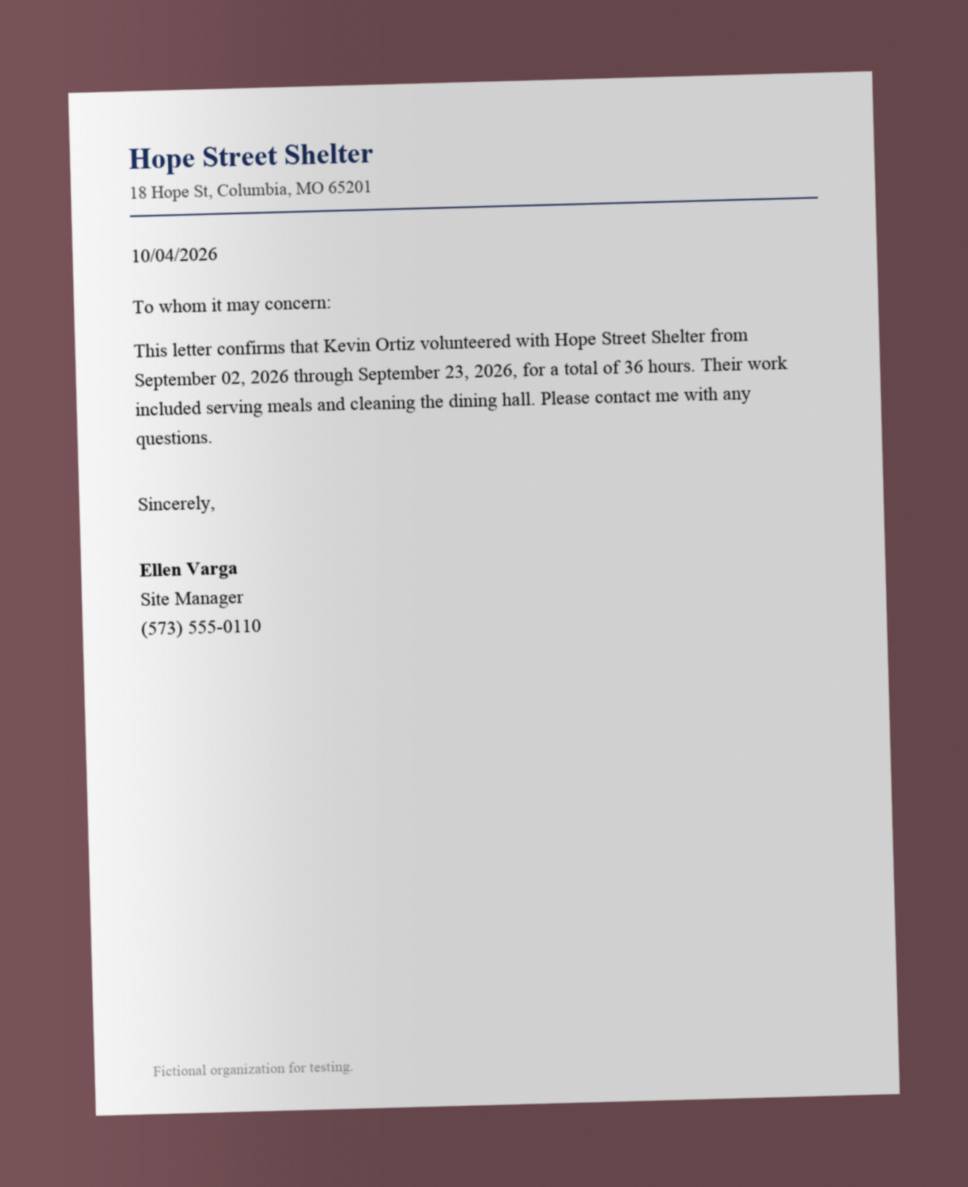 Hope Street Shelter
18 Hope St, Columbia, MO 65201
10/04/2026
To whom it may concern:
This letter confirms that Kevin Ortiz volunteered with Hope Street Shelter from
September 02, 2026 through September 23, 2026, for a total of 36 hours. Their work
included serving meals and cleaning the dining hall. Please contact me with any
questions.
Sincerely,
Ellen Varga
Site Manager
(573) 555-0110
Fictional organization for testing.